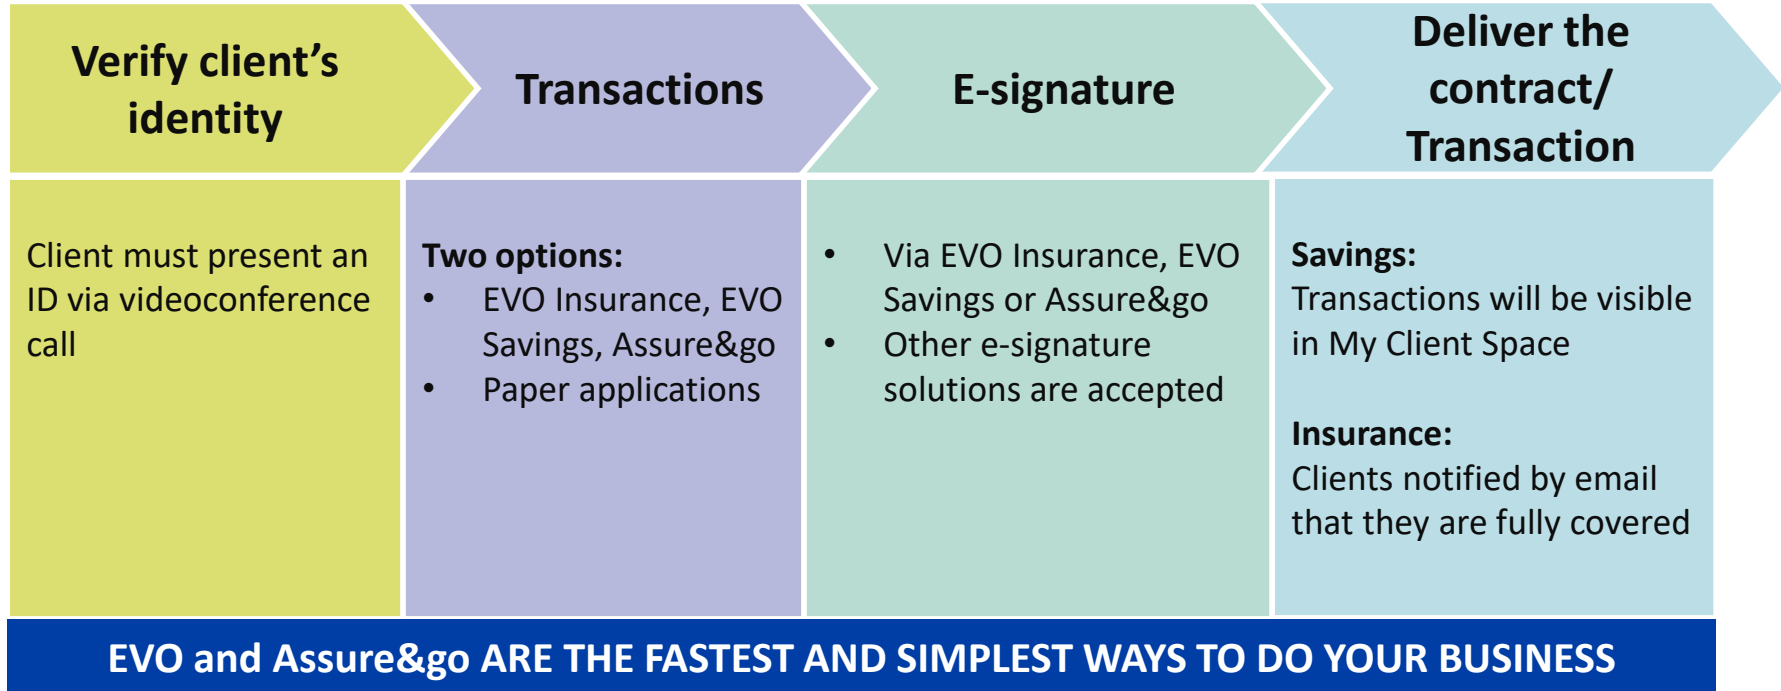 Verify client’s
identity
Transactions
E-signature
Deliver the
contract/
Transaction
Client must present an
ID via videoconference
call
Two options:
• EVO Insurance, EVO
Savings, Assure&go
• Paper applications
• Via EVO Insurance, EVO
Savings or Assure&go
• Other e-signature
solutions are accepted
Savings:
Transactions will be visible
in My Client Space
Insurance:
Clients notified by email
that they are fully covered
EVO and Assure&go ARE THE FASTEST AND SIMPLEST WAYS TO DO YOUR BUSINESS